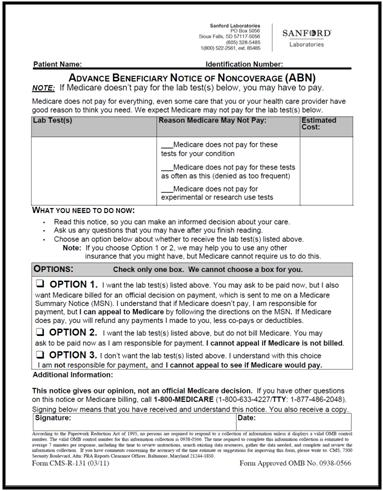 Sanford Laboratories
PO Box 5056
Sioux Falls, SD 57117-5056
(605) 328-5485
1(800) 522-2561, ext. 85485
SANFORD
Laboratories
Patient Name: Identification Number:
ADVANCE BENEFICIARY NOTICE OF NONCOVERAGE (ABN)
NOTE: If Medicare doesn't pay for the lab test(s) below, you may have to pay.
Medicare does not pay for everything, even some care that you or your health care provider have
good reason to think you need. We expect Medicare may not pay for the lab test(s) below.
Lab Test(s) Reason Medicare May Not Pay: Estimated
Cost:
___Medicare does not pay for these
tests for your condition
___Medicare does not pay for these tests
as often as this (denied as too frequent)
___Medicare does not pay for
experimental or research use tests
WHAT YOU NEED TO DO NOW:
- Read this notice, so you can make an informed decision about your care.
- Ask us any questions that you may have after you finish reading.
- Choose an option below about whether to receive the lab test(s) listed above.
Note: If you choose Option 1 or 2, we may help you to use any other
insurance that you might have, but Medicare cannot require us to do this.
OPTIONS: Check only one box. We cannot choose a box for you.
❏ OPTION 1. I want the lab test(s) listed above. You may ask to be paid now, but I also
want Medicare billed for an official decision on payment, which is sent to me on a Medicare
Summary Notice (MSN). I understand that if Medicare doesn't pay, I am responsible for
payment, but I can appeal to Medicare by following the directions on the MSN. If Medicare
does pay, you will refund any payments I made to you, less co-pays or deductibles.
❏ OPTION 2. I want the lab test(s) listed above, but do not bill Medicare. You may
ask to be paid now as I am responsible for payment. I cannot appeal if Medicare is not billed.
❏ OPTION 3. I don't want the lab test(s) listed above. I understand with this choice
I am not responsible for payment, and I cannot appeal to see if Medicare would pay.
Additional Information:
This notice gives our opinion, not an official Medicare decision. If you have other questions
on this notice or Medicare billing, call 1-800-MEDICARE (1-800-633-4227/TTY: 1-877-486-2048).
Signing below means that you have received and understand this notice. You also receive a copy.
Signature: Date:
According to the Paperwork Reduction Act of 1995, no persons are required to respond to a collection of information unless it displays a valid OMB control
number. The valid OMB control number for this information collection is 0938-0566. The time required to complete this information collection is estimated to
average 7 minutes per response, including the time to review instructions, search existing data resources, gather the data needed, and complete and review the
information collection. If you have comments concerning the accuracy of the time estimate or suggestions for improving this form, please write to: CMS, 7500
Security Boulevard, Attn: PRA Reports Clearance Officer, Baltimore, Maryland 21244-1850.
Form CMS-R-131 (03/11) Form Approved OMB No. 0938-0566